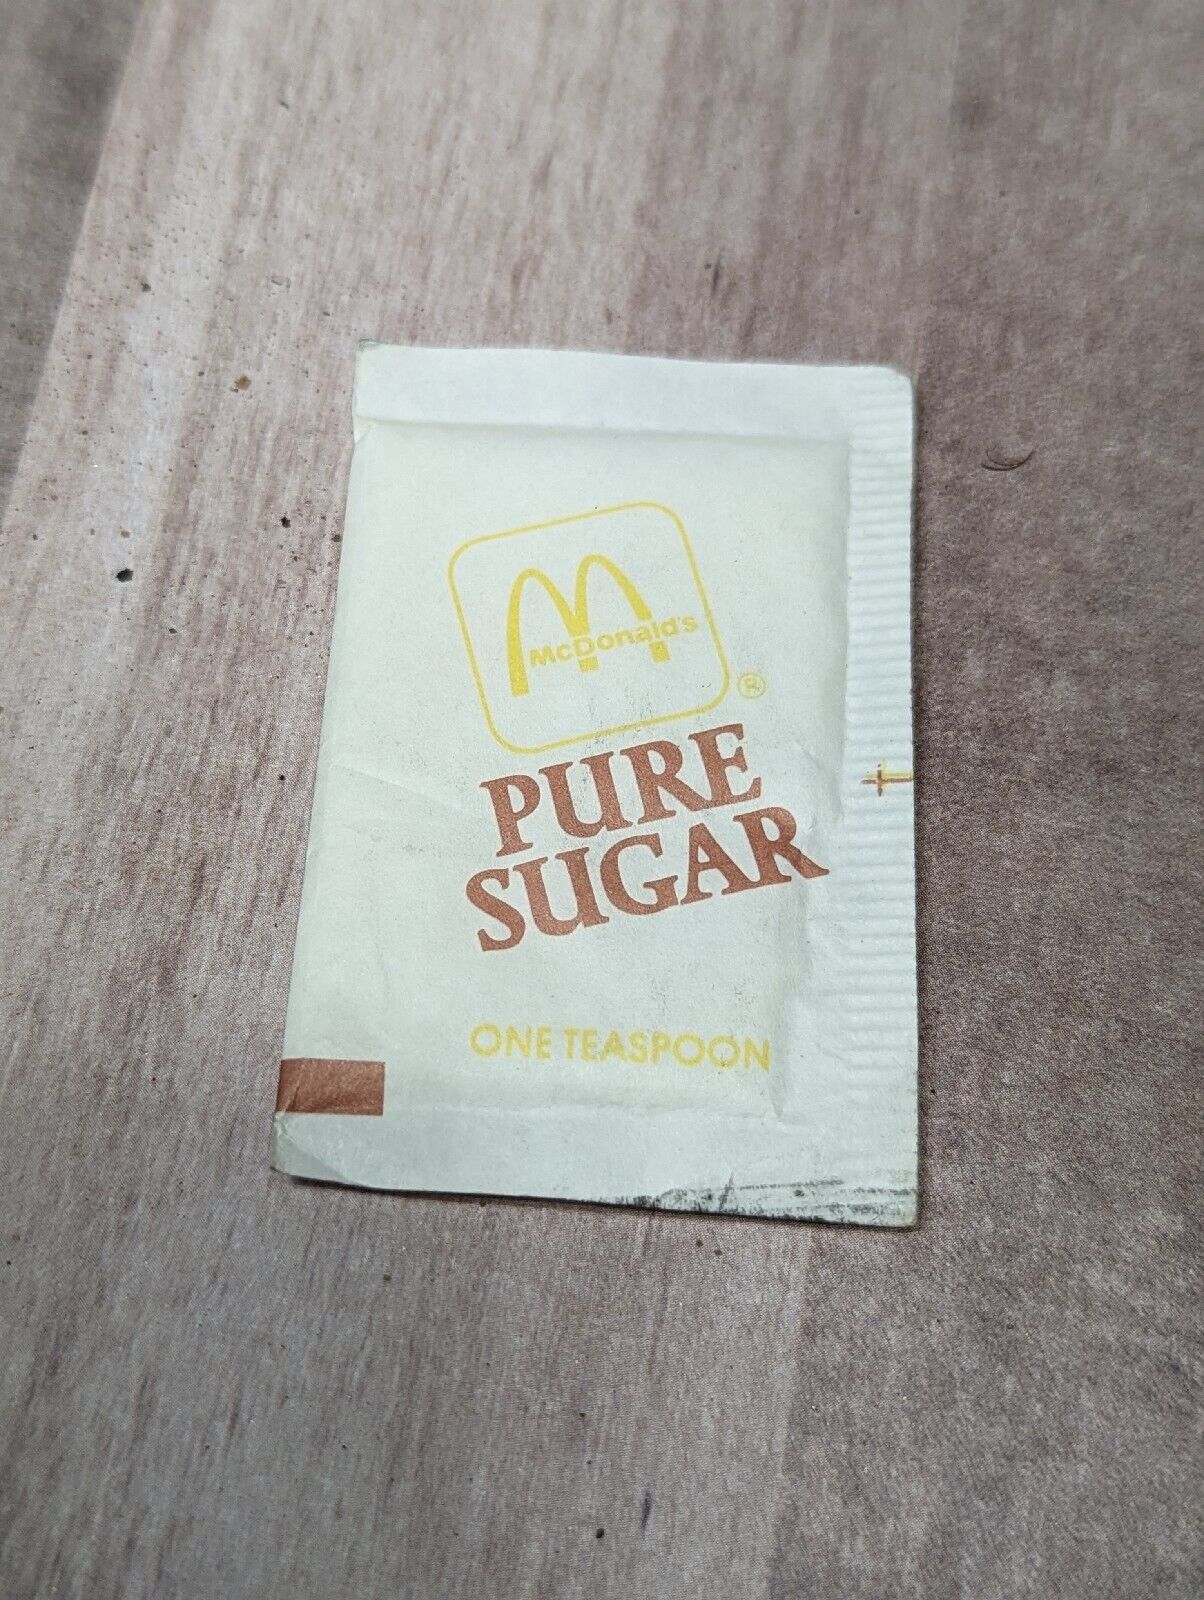 McDonald's
®
PURE
SUGAR
ONE TEASPOON